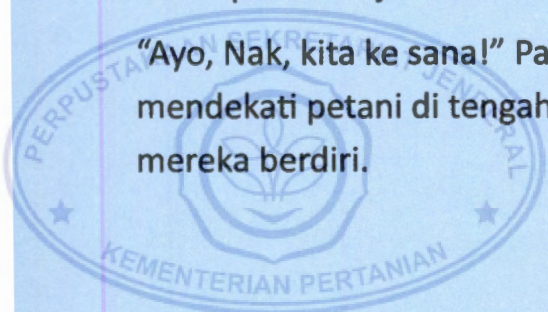 "Ayo, Nak, kita ke sana!" Pa
mendekati petani di tengah
mereka berdiri.
PERPUSTAKAAN SEKRETARIAT JENDERAL
KEMENTERIAN PERTANIAN